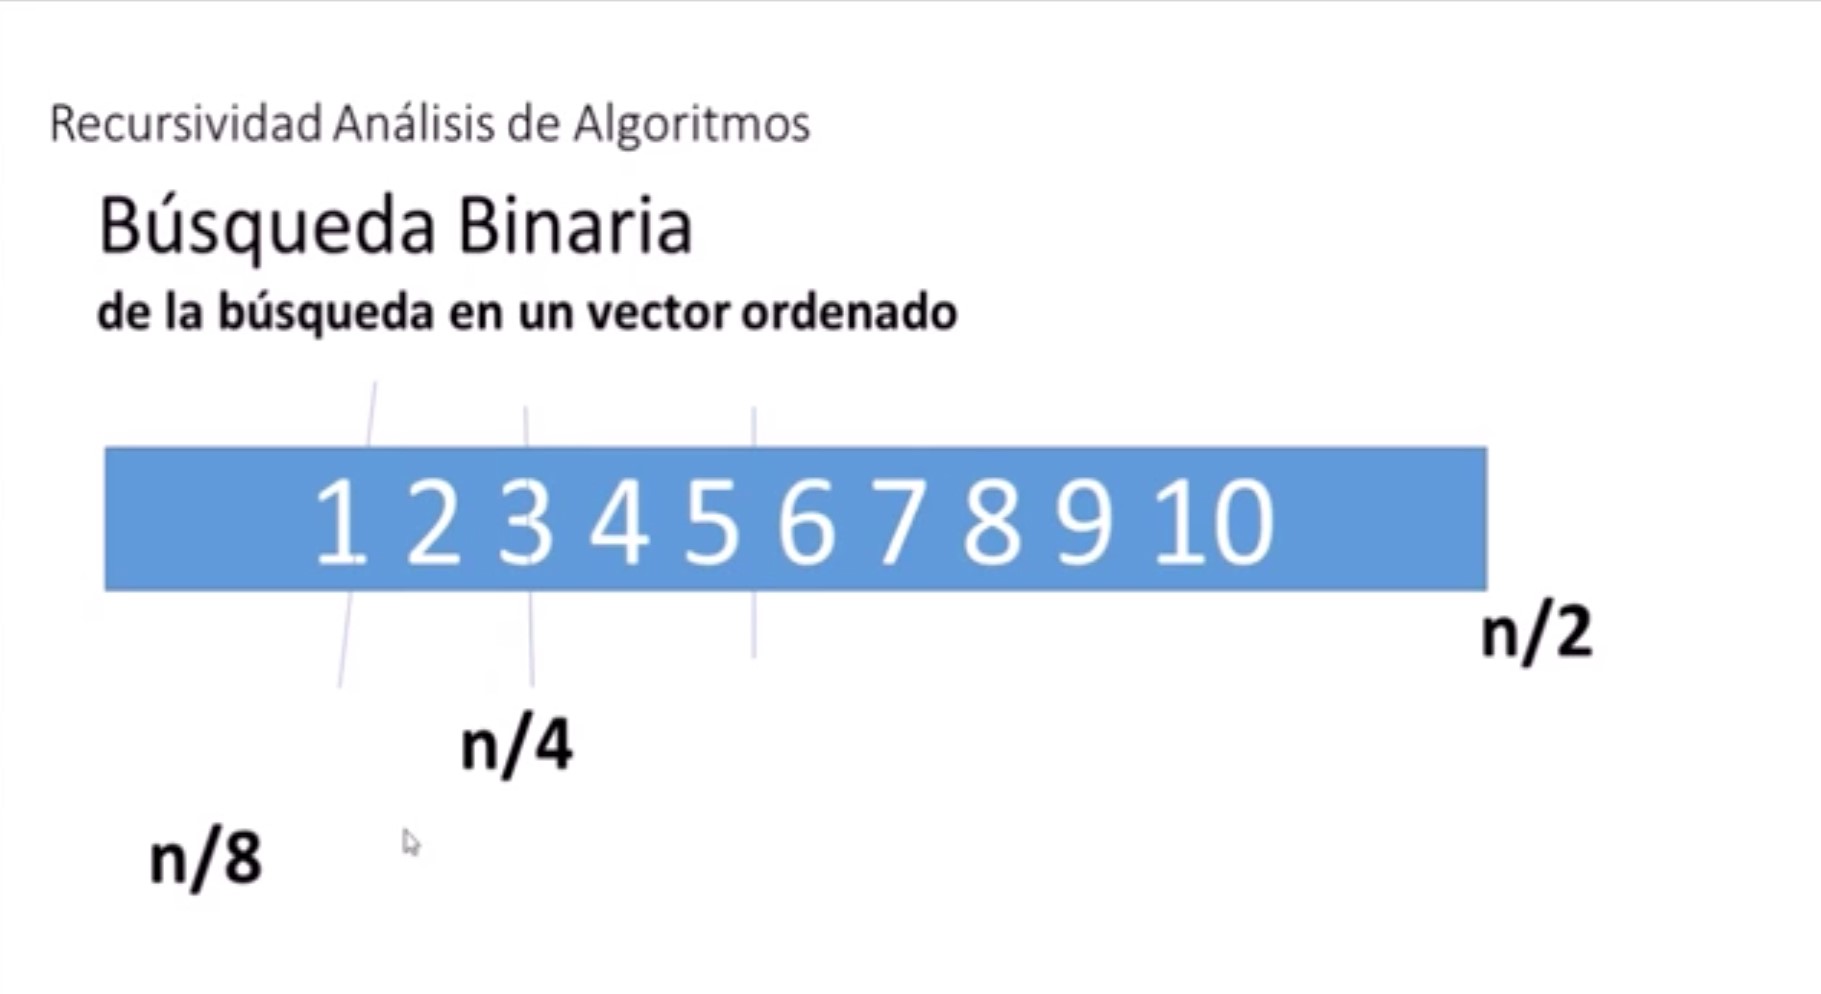 Recursividad Análisis de Algoritmos
Búsqueda Binaria
de la búsqueda en un vector ordenado
1 2 3 4 5 6 7 8 9 10
n/2
n/4
n/8